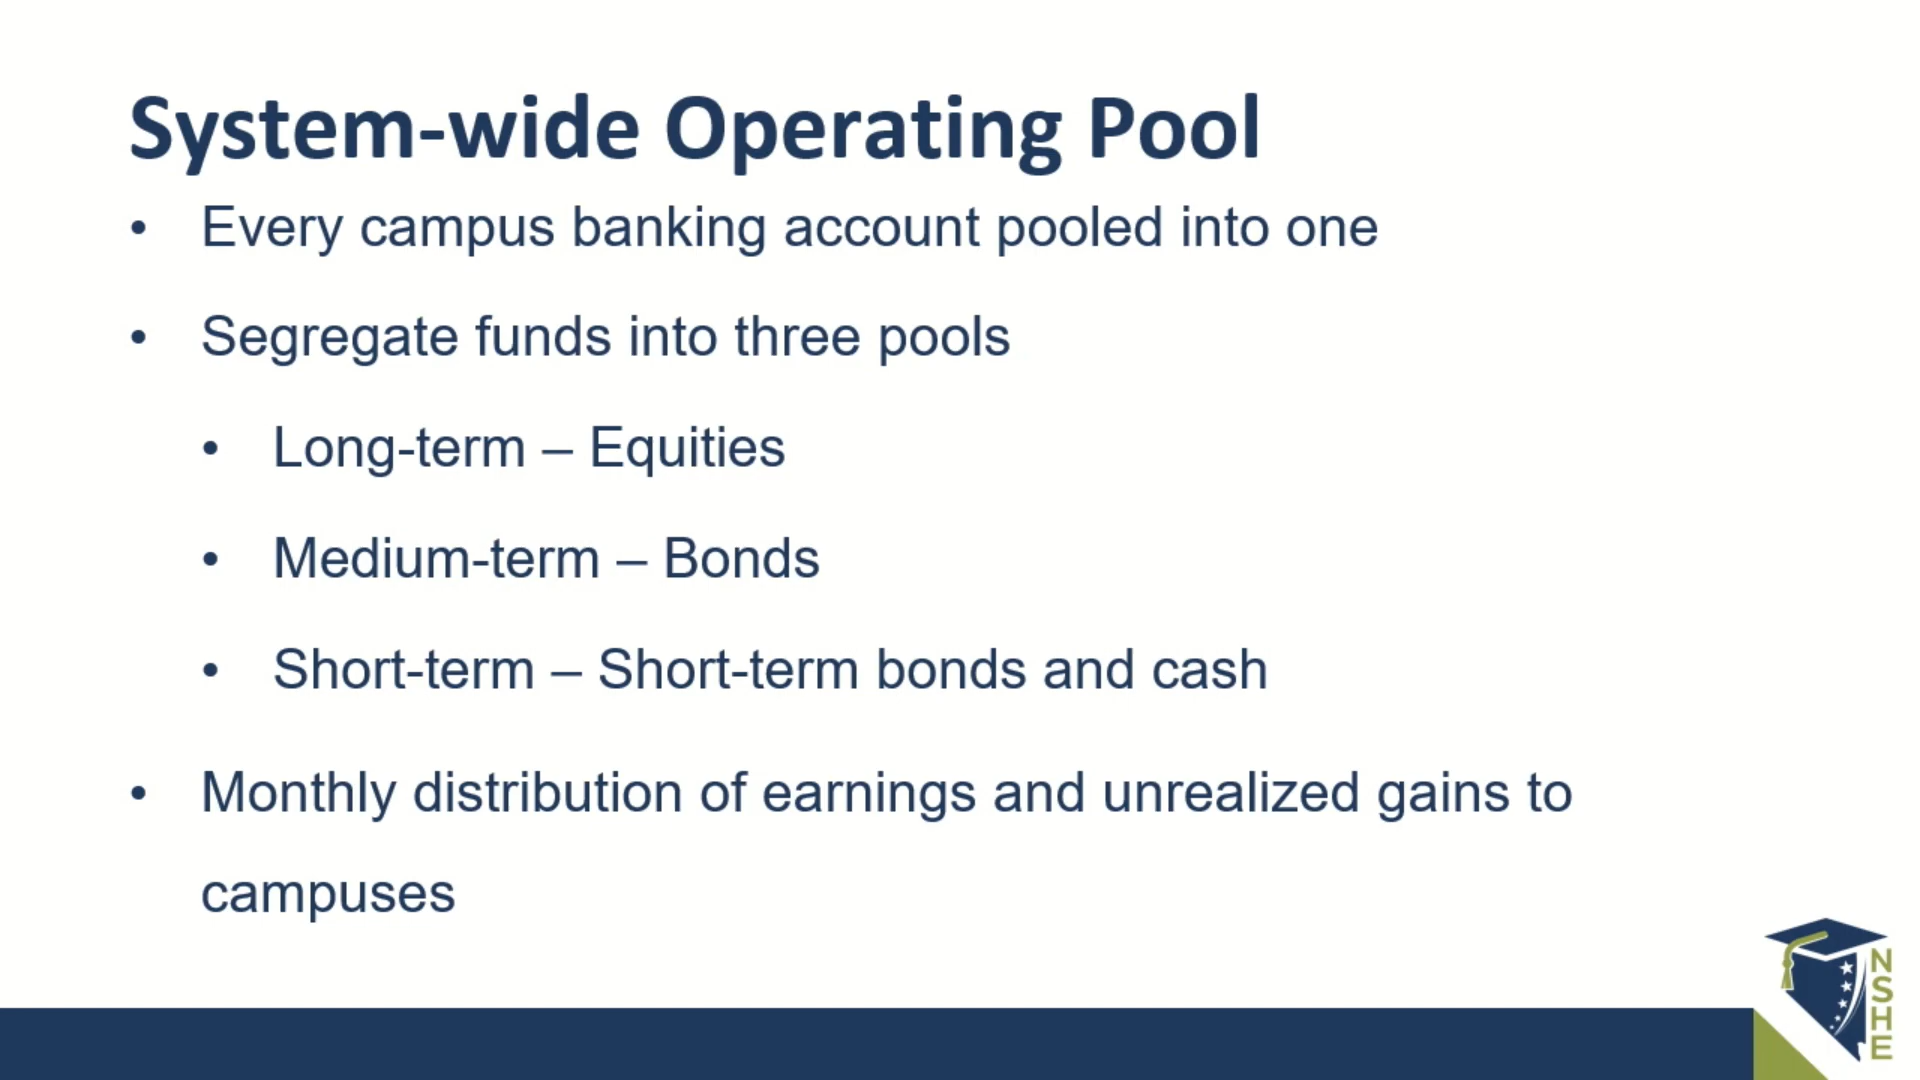 System-wide Operating Pool
• Every campus banking account pooled into one
• Segregate funds into three pools
• Long-term – Equities
• Medium-term – Bonds
• Short-term – Short-term bonds and cash
• Monthly distribution of earnings and unrealized gains to
campuses
NSHE